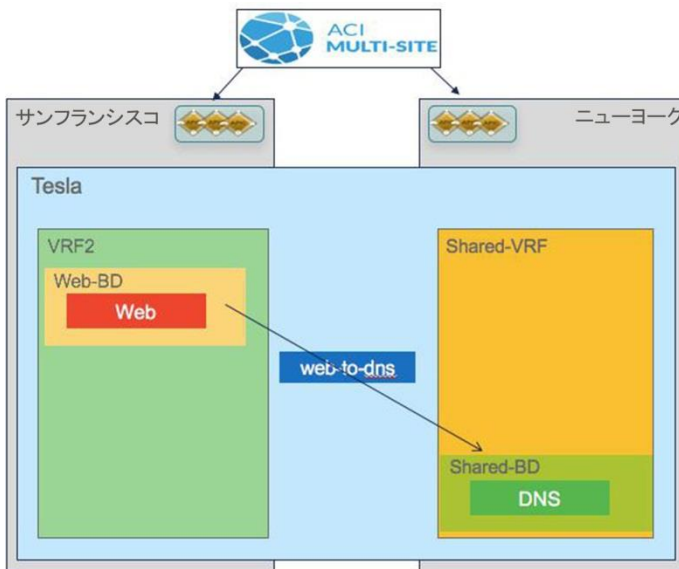 ACI
MULTI-SITE
サンフランシスコ
ニューヨーク
Tesla
VRF2
Shared-VRF
Web-BD
Web
web-to-dns
Shared-BD
DNS